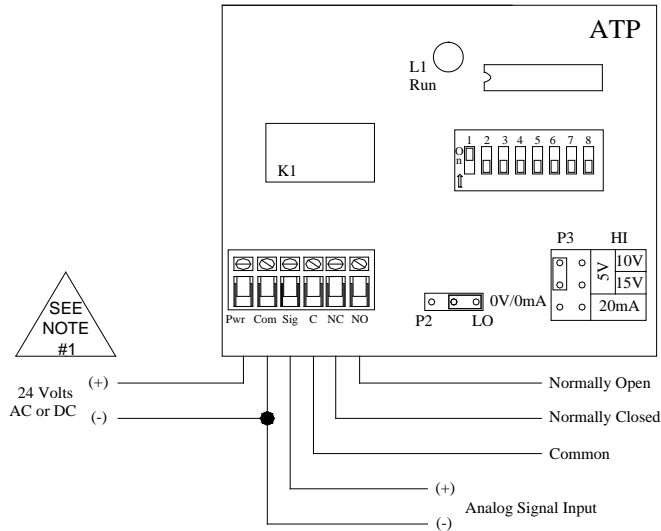 ATP
L1
Run
1 2 3 4 5 6 7 8
On
K1
P3 HI
5V
10V
15V
20mA
Pwr Com Sig C NC NO
P2 LO
0V/0mA
SEE
NOTE
#1
24 Volts
AC or DC
(+)
(-)
Normally Open
Normally Closed
Common
(+)
Analog Signal Input
(-)